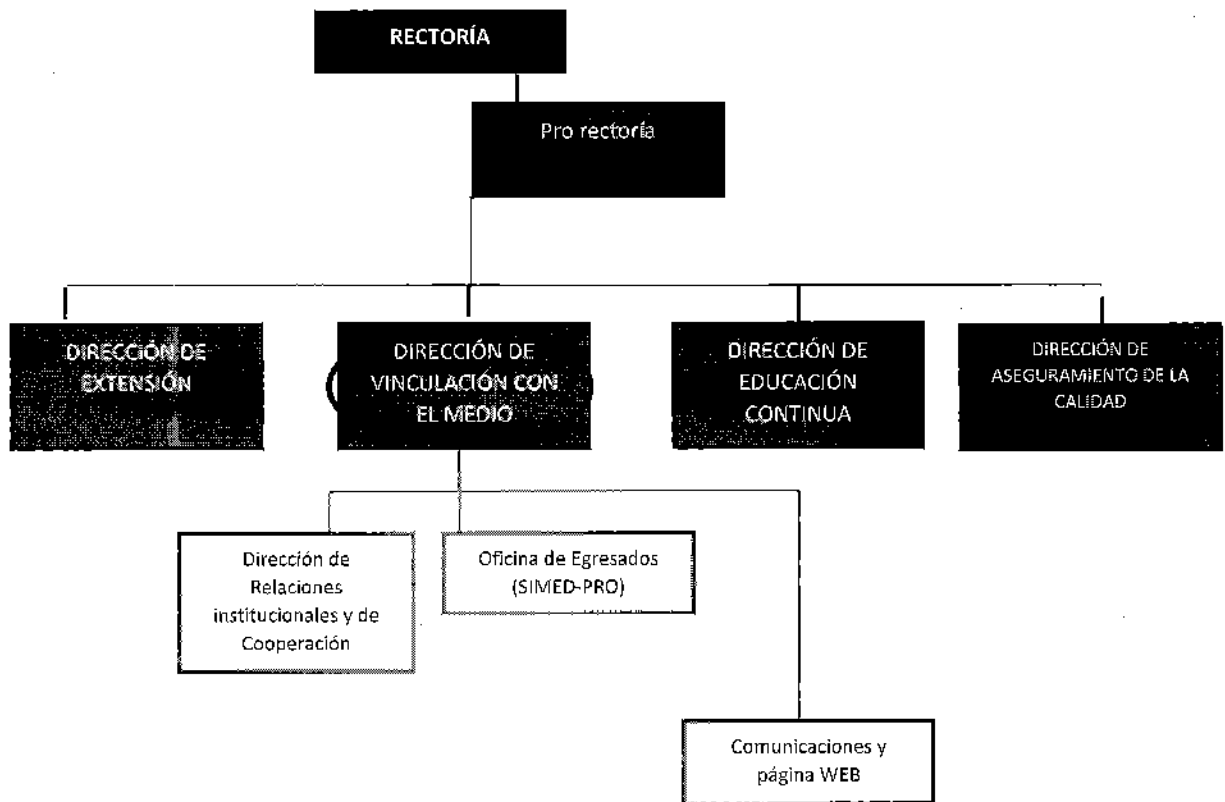 RECTORÍA
Pro rectoría
DIRECCIÓN DE
EXTENSIÓN
DIRECCIÓN DE
VINCULACIÓN CON
EL MEDIO
DIRECCIÓN DE
EDUCACIÓN
CONTINUA
DIRECCIÓN DE
ASEGURAMIENTO DE LA
CALIDAD
Dirección de
Relaciones
institucionales y de
Cooperación
Oficina de Egresados
(SIMED-PRO)
Comunicaciones y
página WEB